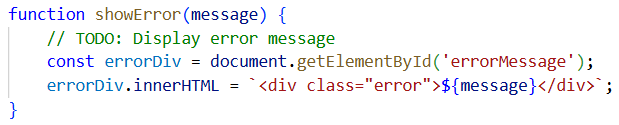 function showError(message) {
    // TODO: Display error message
    const errorDiv = document.getElementById('errorMessage');
    errorDiv.innerHTML = `<div class="error">${message}</div>`;
}